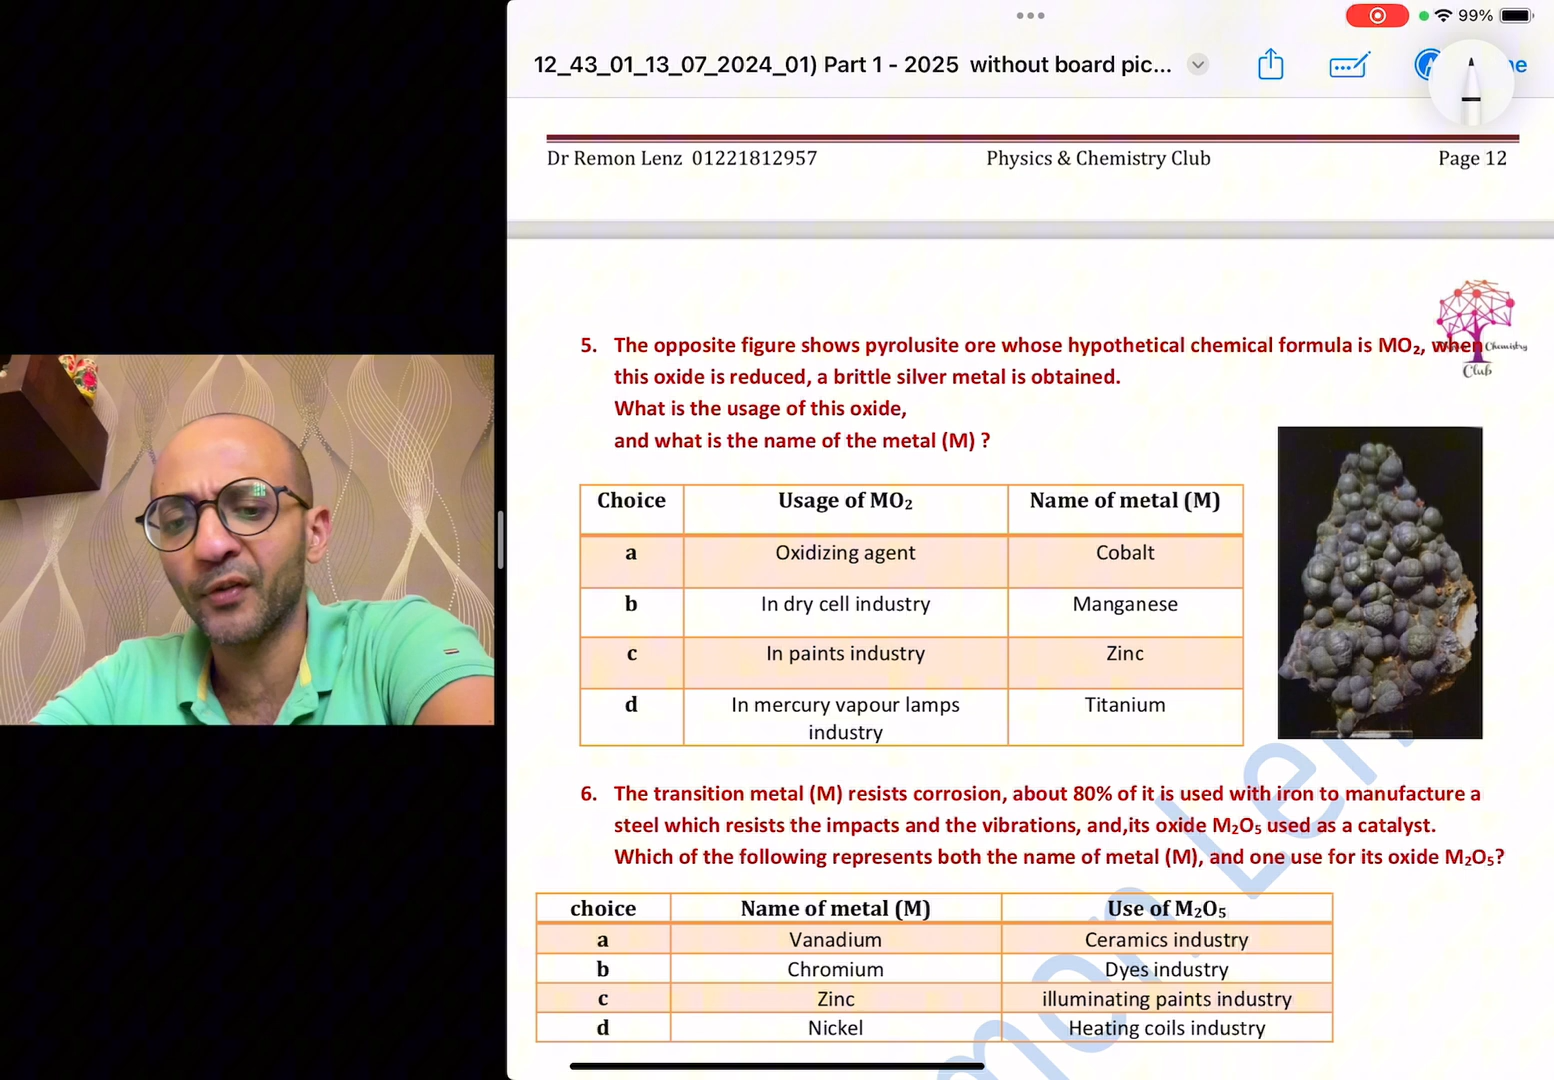 99%
12_43_01_13_07_2024_01) Part 1 - 2025 without board pic...
Dr Remon Lenz 01221812957 Physics & Chemistry Club Page 12
Chemistry
Club
5. The opposite figure shows pyrolusite ore whose hypothetical chemical formula is MO₂, when
this oxide is reduced, a brittle silver metal is obtained.
What is the usage of this oxide,
and what is the name of the metal (M) ?
Choice Usage of MO₂ Name of metal (M)
a Oxidizing agent Cobalt
b In dry cell industry Manganese
c In paints industry Zinc
d In mercury vapour lamps industry Titanium
6. The transition metal (M) resists corrosion, about 80% of it is used with iron to manufacture a
steel which resists the impacts and the vibrations, and,its oxide M₂O₅ used as a catalyst.
Which of the following represents both the name of metal (M), and one use for its oxide M₂O₅?
choice Name of metal (M) Use of M₂O₅
a Vanadium Ceramics industry
b Chromium Dyes industry
c Zinc illuminating paints industry
d Nickel Heating coils industry